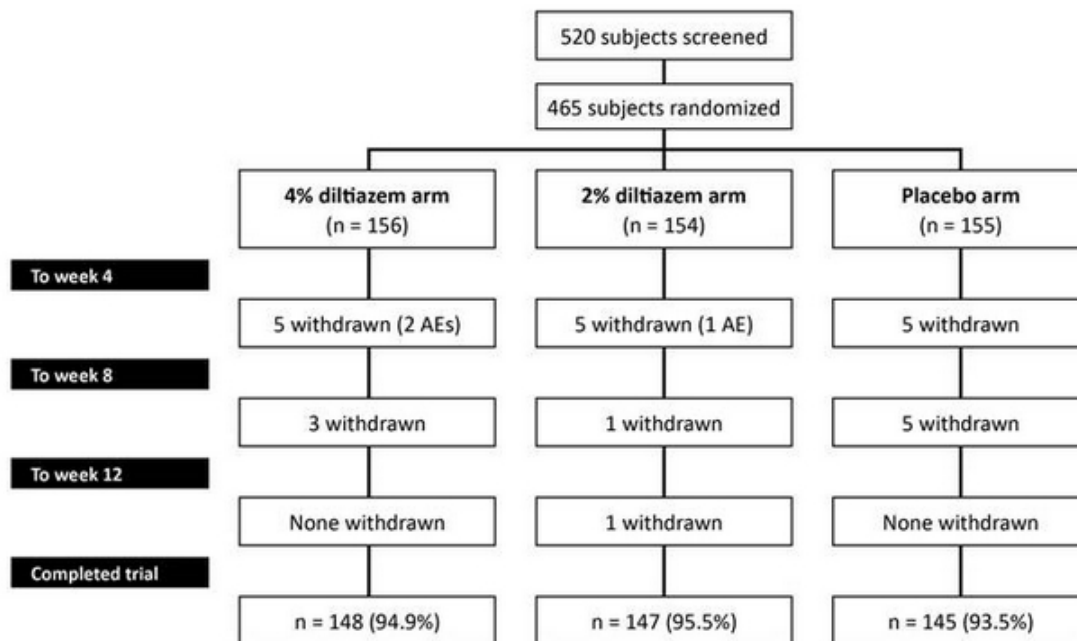 520 subjects screened
465 subjects randomized
4% diltiazem arm
(n = 156)
2% diltiazem arm
(n = 154)
Placebo arm
(n = 155)
To week 4
5 withdrawn (2 AEs)
5 withdrawn (1 AE)
5 withdrawn
To week 8
3 withdrawn
1 withdrawn
5 withdrawn
To week 12
None withdrawn
1 withdrawn
None withdrawn
Completed trial
n = 148 (94.9%)
n = 147 (95.5%)
n = 145 (93.5%)